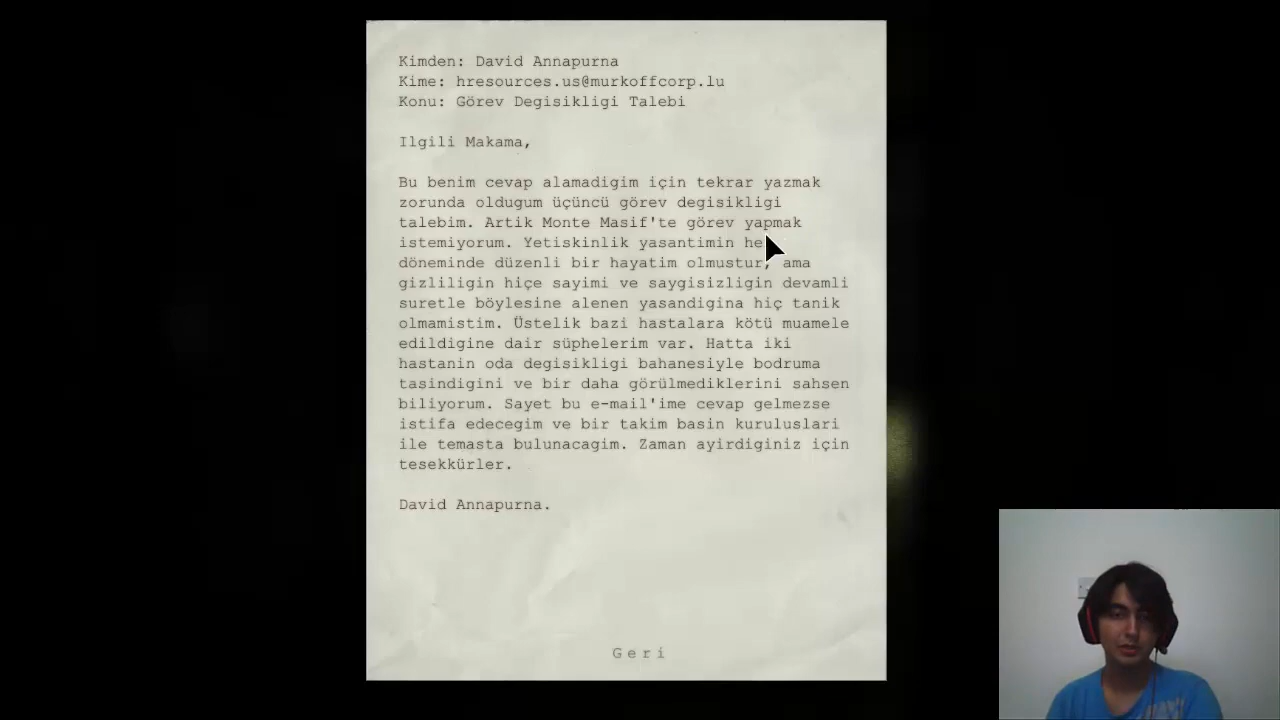 Kimden: David Annapurna
Kime: hresources.us@murkoffcorp.lu
Konu: Görev Degisikligi Talebi
Ilgili Makama,
Bu benim cevap alamadigim için tekrar yazmak
zorunda oldugum üçüncü görev degisikligi
talebim. Artik Monte Masif'te görev yapmak
istemiyorum. Yetiskinlik yasantimin
döneminde düzenli bir hayatim olmustur, ama
gizliligin hiçe sayimi ve saygisizligin devamli
suretle böylesine alenen yasandigina hiç tanik
olmamistim. Üstelik bazi hastalara kötü muamele
edildigine dair süphelerim var. Hatta iki
hastanin oda degisikligi bahanesiyle bodruma
tasindigini ve bir daha görülmediklerini sahsen
biliyorum. Sayet bu e-mail'ime cevap gelmezse
istifa edecegim ve bir takim basin kuruluslari
ile temasta bulunacagim. Zaman ayirdiginiz için
tesekkürler.
David Annapurna.
Geri